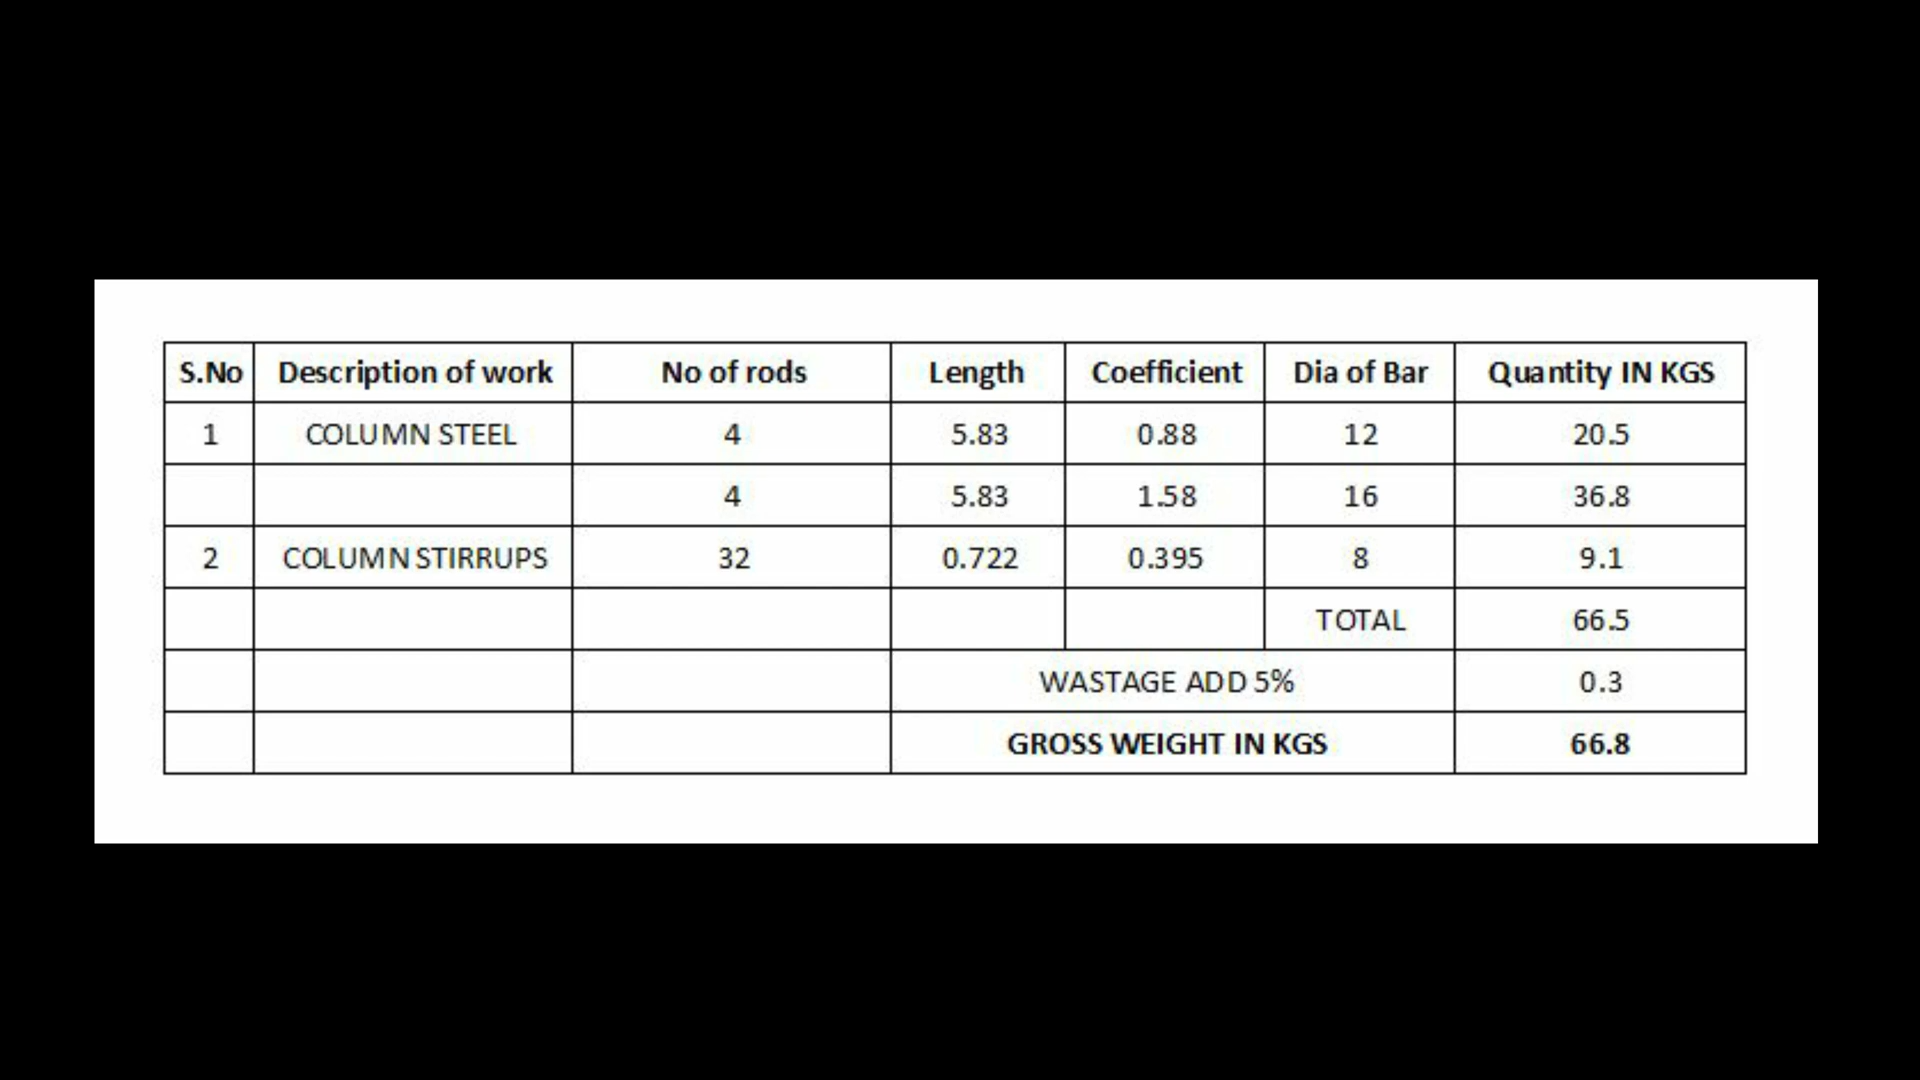 S.No Description of work No of rods Length Coefficient Dia of Bar Quantity IN KGS
1 COLUMN STEEL 4 5.83 0.88 12 20.5
4 5.83 1.58 16 36.8
2 COLUMN STIRRUPS 32 0.722 0.395 8 9.1
TOTAL 66.5
WASTAGE ADD 5% 0.3
GROSS WEIGHT IN KGS 66.8